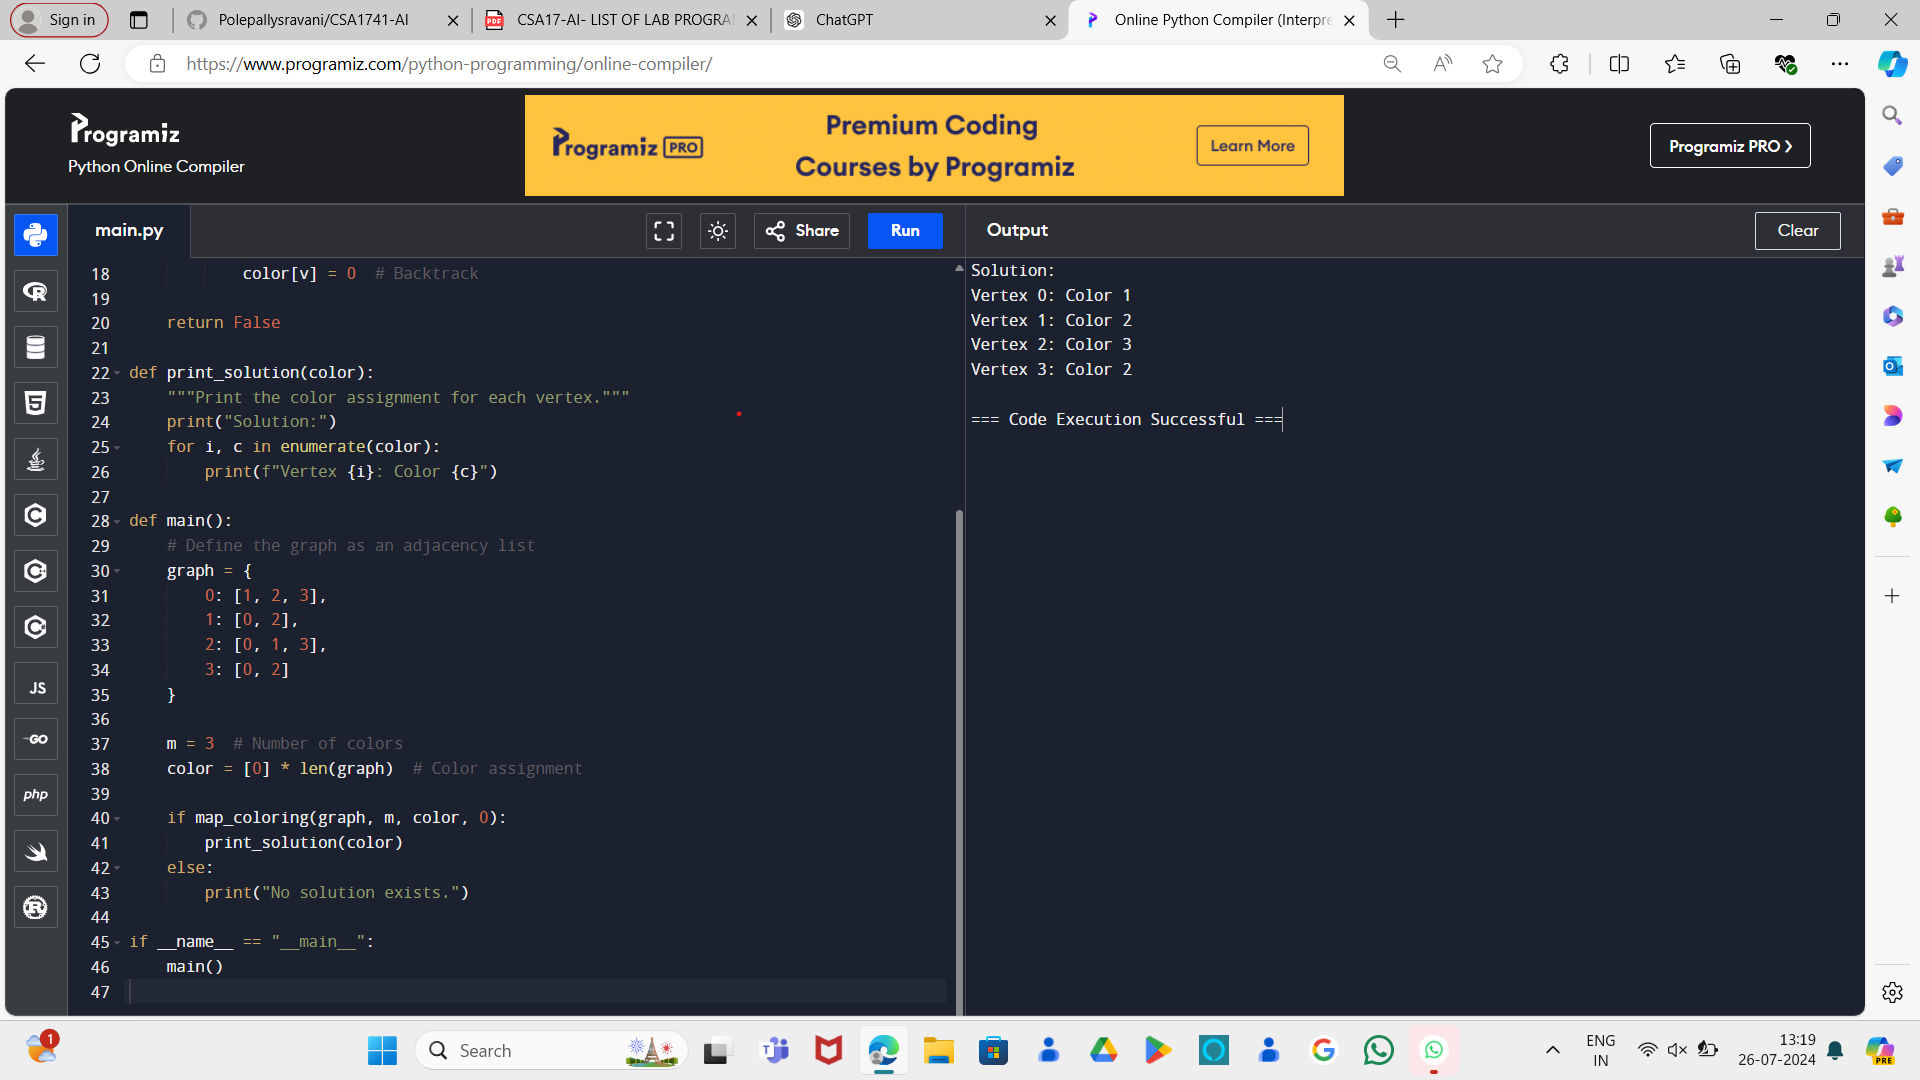 Sign in
Polepallysravani/CSA1741-AI
CSA17-AI- LIST OF LAB PROGRA
ChatGPT
Online Python Compiler (Interpre
https://www.programiz.com/python-programming/online-compiler/
Programiz
Python Online Compiler
Programiz PRO
Premium Coding
Courses by Programiz
Learn More
Programiz PRO
main.py
Share
Run
Output
Clear
18 color[v] = 0  # Backtrack
19
20 return False
21
22 def print_solution(color):
23 """Print the color assignment for each vertex."""
24 print("Solution:")
25 for i, c in enumerate(color):
26 print(f"Vertex {i}: Color {c}")
27
28 def main():
29 # Define the graph as an adjacency list
30 graph = {
31 0: [1, 2, 3],
32 1: [0, 2],
33 2: [0, 1, 3],
34 3: [0, 2]
35 }
36
37 m = 3  # Number of colors
38 color = [0] * len(graph)  # Color assignment
39
40 if map_coloring(graph, m, color, 0):
41 print_solution(color)
42 else:
43 print("No solution exists.")
44
45 if __name__ == "__main__":
46 main()
47
Solution:
Vertex 0: Color 1
Vertex 1: Color 2
Vertex 2: Color 3
Vertex 3: Color 2
=== Code Execution Successful ===
JS
GO
php
1
Search
ENG
IN
13:19
26-07-2024
PRE